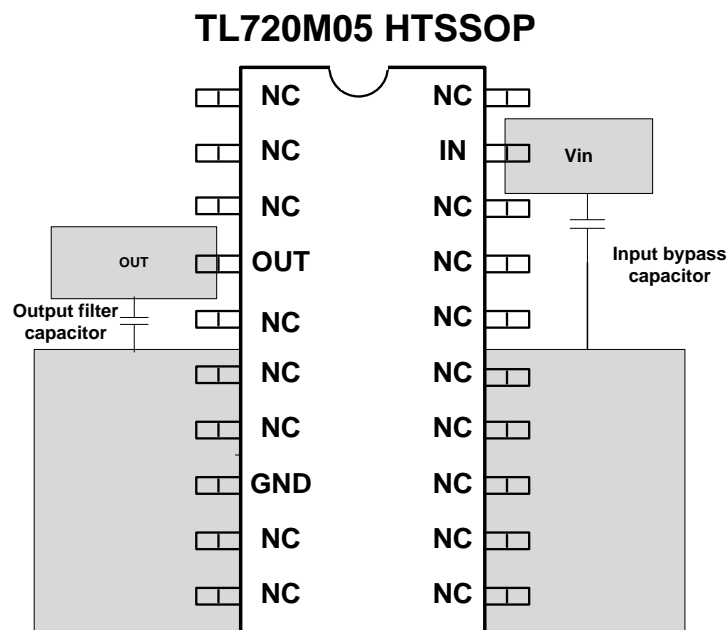 TL720M05 HTSSOP
NC NC
NC IN Vin
NC NC
OUT OUT NC
Input bypass
capacitor
Output filter
capacitor
NC NC
NC NC
NC NC
GND NC
NC NC
NC NC